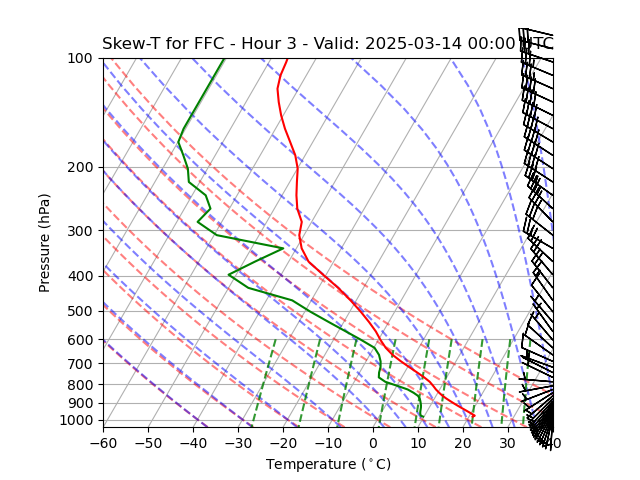 Skew-T for FFC - Hour 3 - Valid: 2025-03-14 00:00 UTC
100
200
300
400
500
600
700
800
900
1000
Pressure (hPa)
−60 −50 −40 −30 −20 −10 0 10 20 30 40
Temperature (°C)